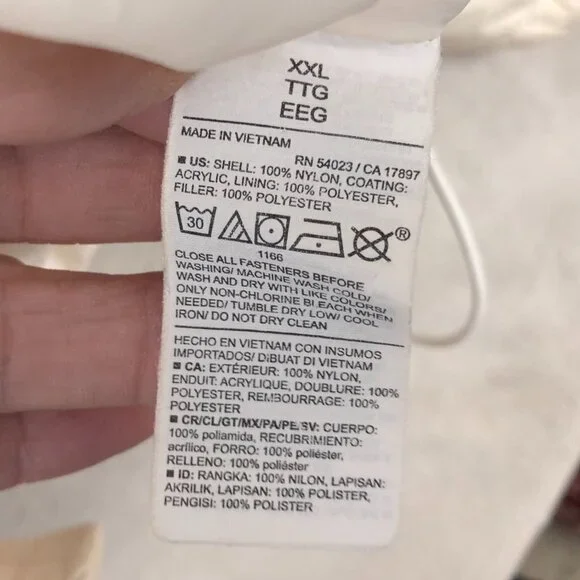 XXL
TTG
EEG
MADE IN VIETNAM
RN 54023 / CA 17897
■ US: SHELL: 100% NYLON, COATING:
ACRYLIC, LINING: 100% POLYESTER,
FILLER: 100% POLYESTER
30 ®
1166
CLOSE ALL FASTENERS BEFORE
WASHING/ MACHINE WASH COLD/
WASH AND DRY WITH LIKE COLORS/
ONLY NON-CHLORINE BLEACH WHEN
NEEDED/ TUMBLE DRY LOW/ COOL
IRON/ DO NOT DRY CLEAN
HECHO EN VIETNAM CON INSUMOS
IMPORTADOS/ DIBUAT DI VIETNAM
■ CA: EXTÉRIEUR: 100% NYLON,
ENDUIT: ACRYLIQUE, DOUBLURE: 100%
POLYESTER, REMBOURRAGE: 100%
POLYESTER
■ CR/CL/GT/MX/PA/PE/SV: CUERPO:
100% poliamida, RECUBRIMIENTO:
acrílico, FORRO: 100% poliéster,
RELLENO: 100% poliéster
■ ID: RANGKA: 100% NILON, LAPISAN:
AKRILIK, LAPISAN: 100% POLISTER,
PENGISI: 100% POLISTER